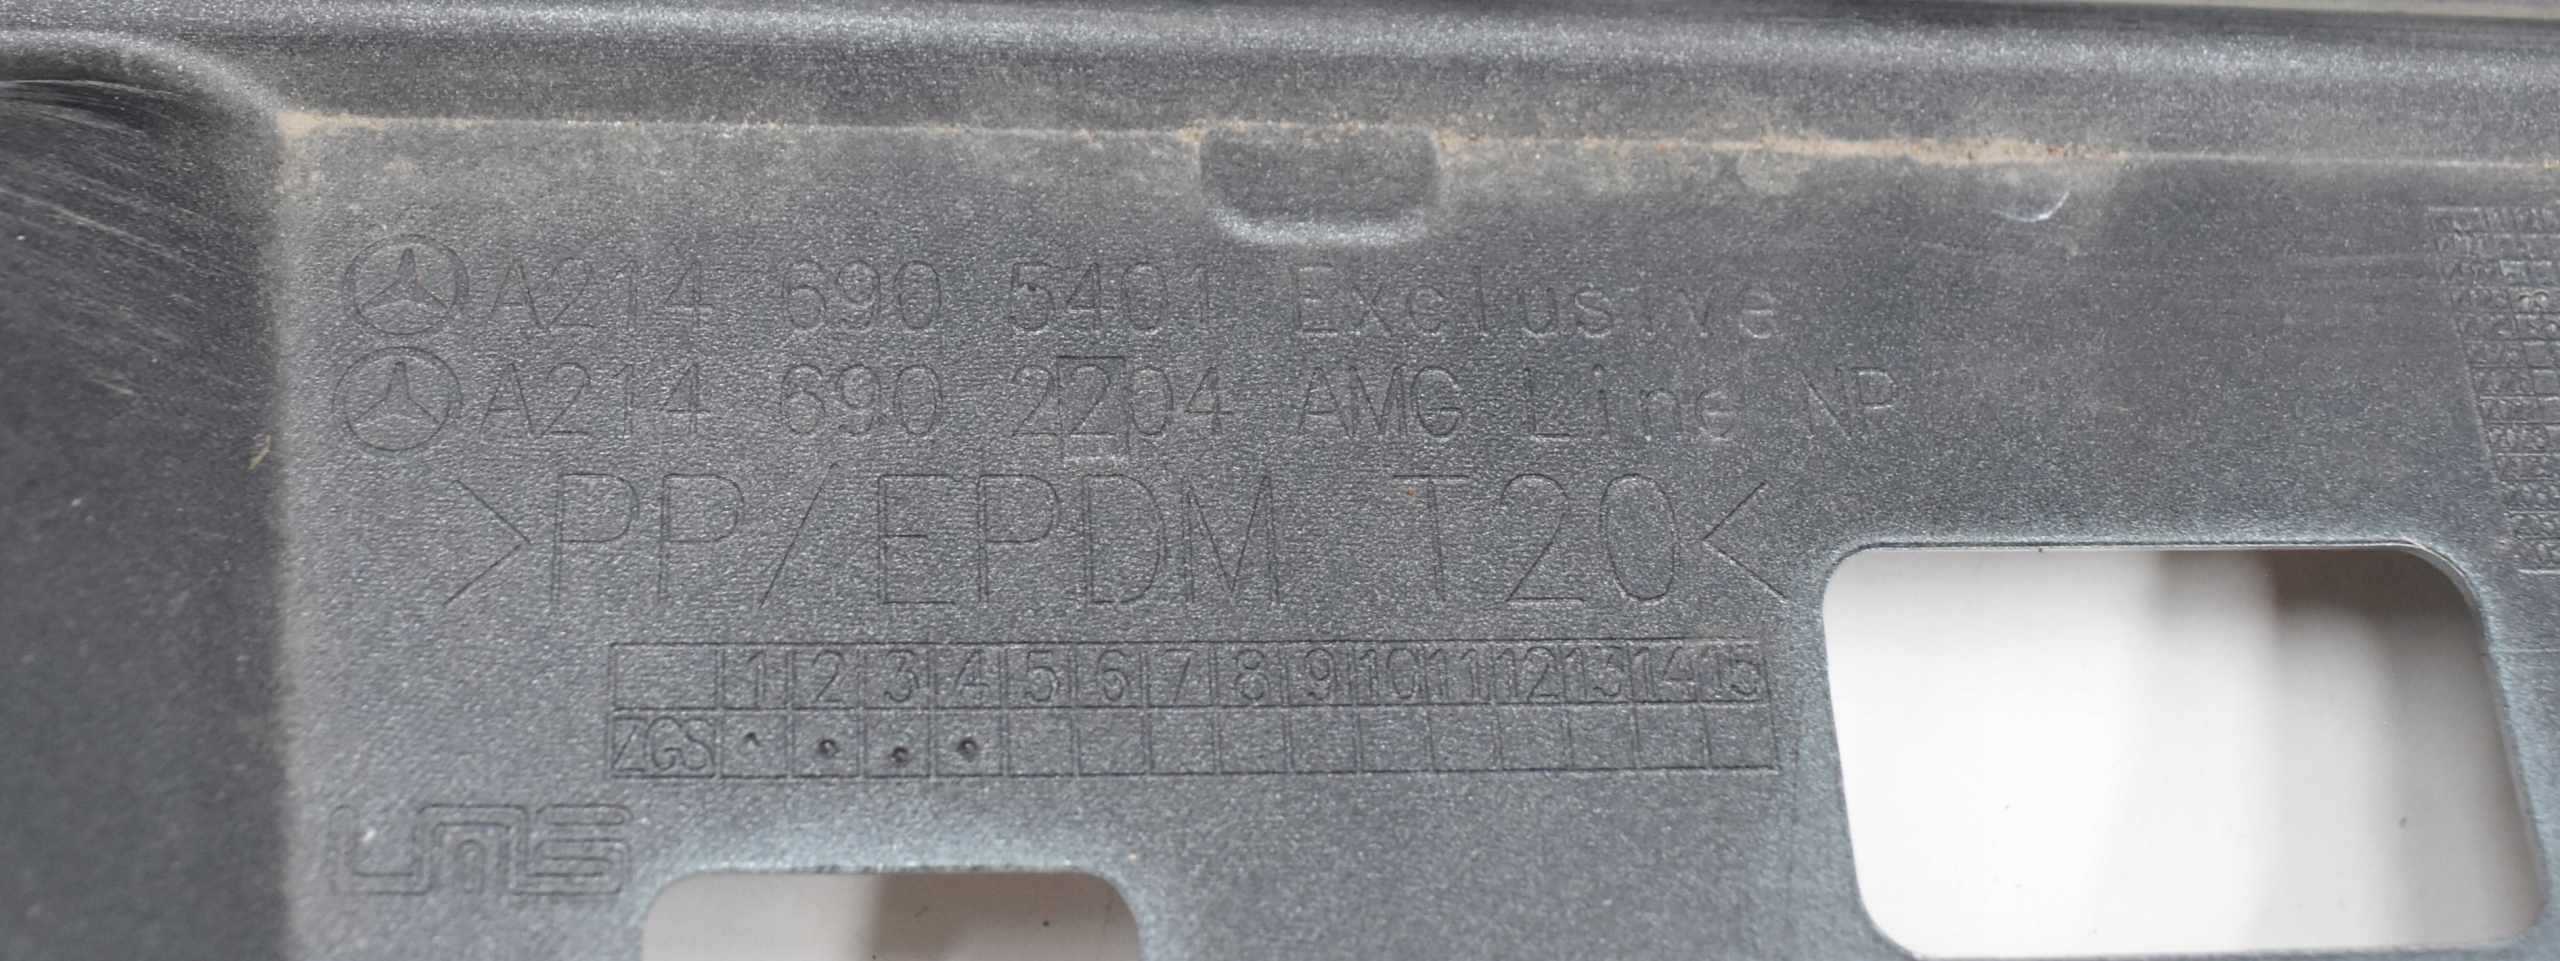 A214 690 5401 Exclusive
A214 690 2204 AMG Line NP
>PP/EPDM T20<
1 2 3 4 5 6 7 8 9 10 11 12 13 14 15
ZGS